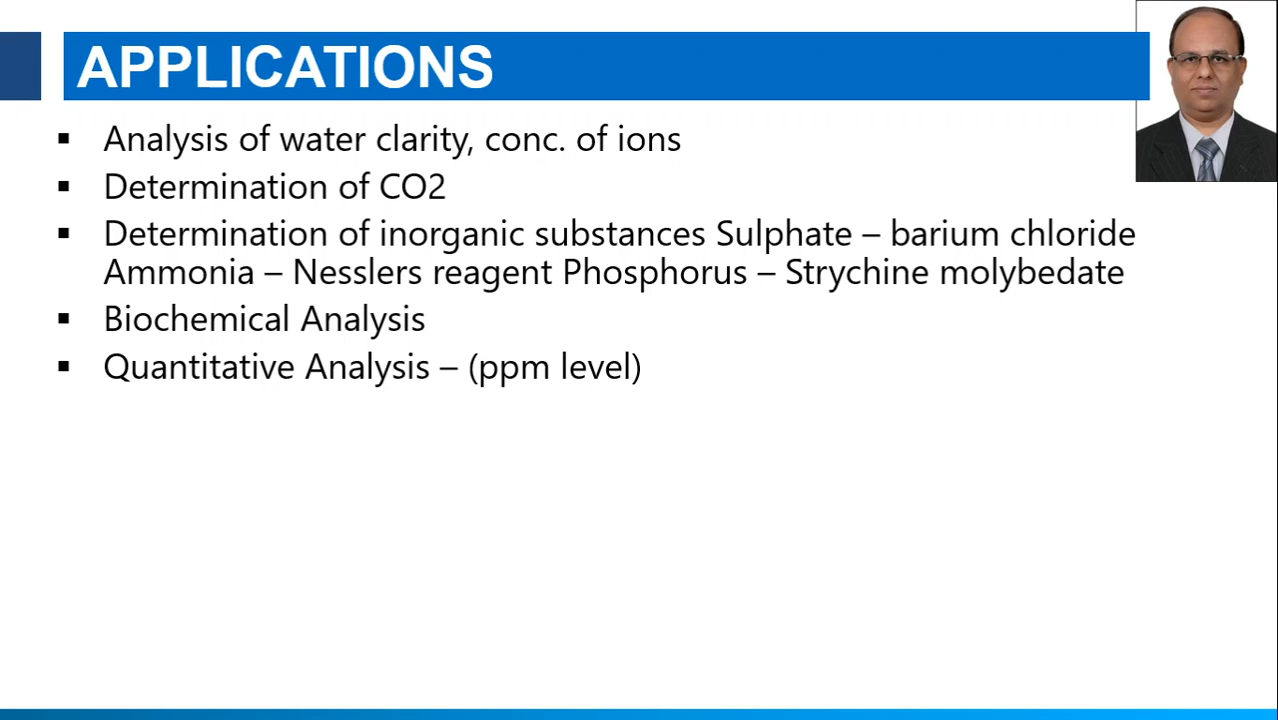 APPLICATIONS
▪ Analysis of water clarity, conc. of ions
▪ Determination of CO2
▪ Determination of inorganic substances Sulphate – barium chloride
Ammonia – Nesslers reagent Phosphorus – Strychine molybedate
▪ Biochemical Analysis
▪ Quantitative Analysis – (ppm level)